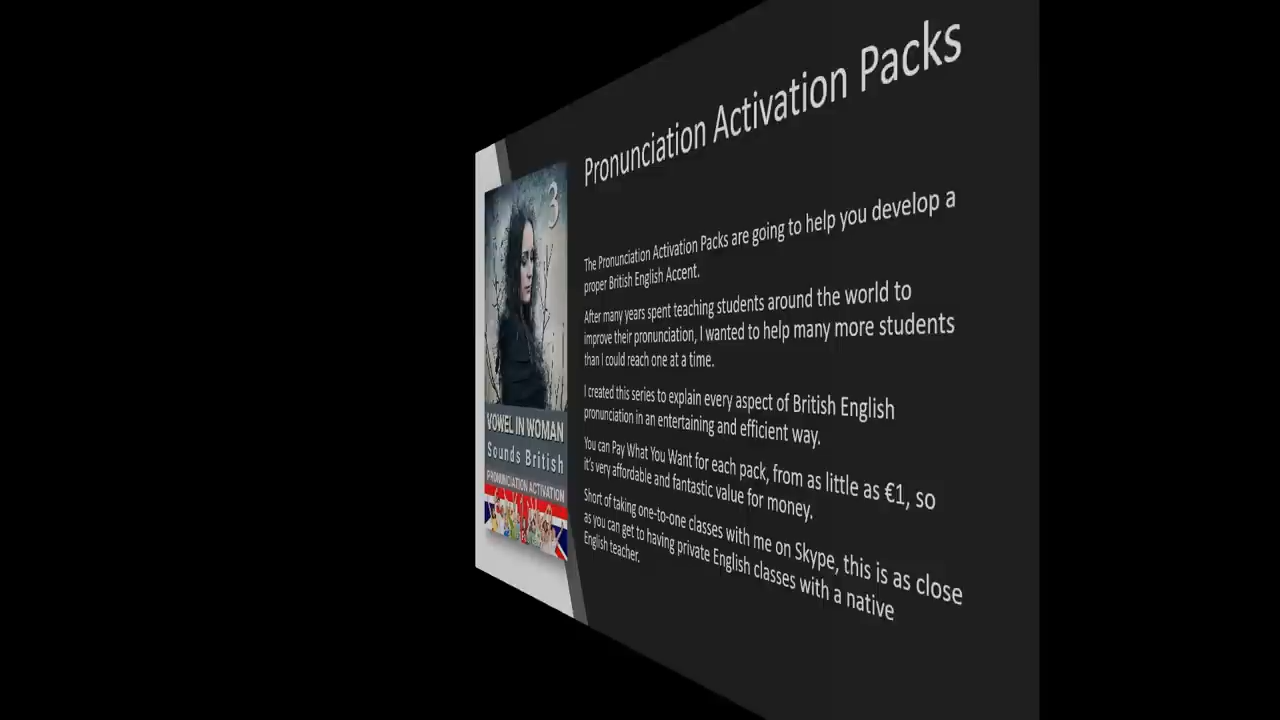 Pronunciation Activation Packs
3
VOWEL IN WOMAN
Sounds British
PRONUNCIATION ACTIVATION
The Pronunciation Activation Packs are going to help you develop a
proper British English Accent.
After many years spent teaching students around the world to
improve their pronunciation, I wanted to help many more students
than I could reach one at a time.
I created this series to explain every aspect of British English
pronunciation in an entertaining and efficient way.
You can Pay What You Want for each pack, from as little as €1, so
it's very affordable and fantastic value for money.
Short of taking one-to-one classes with me on Skype, this is as close
as you can get to having private English classes with a native
English teacher.